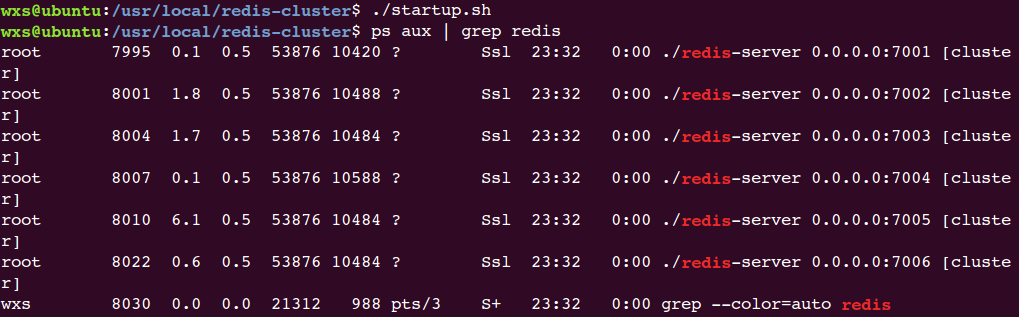 wxs@ubuntu:/usr/local/redis-cluster$ ./startup.sh
wxs@ubuntu:/usr/local/redis-cluster$ ps aux | grep redis
root       7995  0.1  0.5  53876 10420 ?        Ssl  23:32   0:00 ./redis-server 0.0.0.0:7001 [cluste
r]
root       8001  1.8  0.5  53876 10488 ?        Ssl  23:32   0:00 ./redis-server 0.0.0.0:7002 [cluste
r]
root       8004  1.7  0.5  53876 10484 ?        Ssl  23:32   0:00 ./redis-server 0.0.0.0:7003 [cluste
r]
root       8007  0.1  0.5  53876 10588 ?        Ssl  23:32   0:00 ./redis-server 0.0.0.0:7004 [cluste
r]
root       8010  6.1  0.5  53876 10484 ?        Ssl  23:32   0:00 ./redis-server 0.0.0.0:7005 [cluste
r]
root       8022  0.6  0.5  53876 10484 ?        Ssl  23:32   0:00 ./redis-server 0.0.0.0:7006 [cluste
r]
wxs        8030  0.0  0.0  21312   988 pts/3    S+   23:32   0:00 grep --color=auto redis